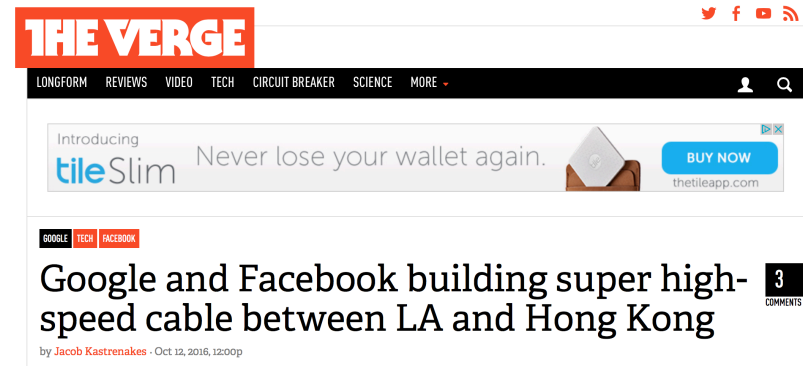 THE VERGE
LONGFORM REVIEWS VIDEO TECH CIRCUIT BREAKER SCIENCE MORE
Introducing
tileSlim
Never lose your wallet again.
BUY NOW
thetileapp.com
GOOGLE TECH FACEBOOK
Google and Facebook building super high-
speed cable between LA and Hong Kong
3
COMMENTS
by Jacob Kastrenakes · Oct 12, 2016, 12:00p